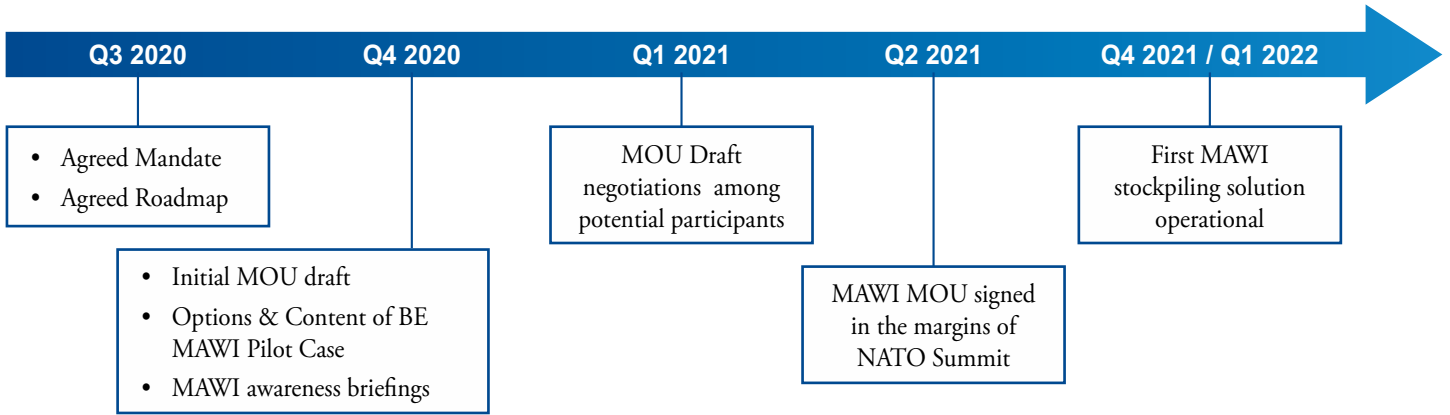 Q3 2020
Q4 2020
Q1 2021
Q2 2021
Q4 2021 / Q1 2022
• Agreed Mandate
• Agreed Roadmap
• Initial MOU draft
• Options & Content of BE
MAWI Pilot Case
• MAWI awareness briefings
MOU Draft
negotiations among
potential participants
MAWI MOU signed
in the margins of
NATO Summit
First MAWI
stockpiling solution
operational